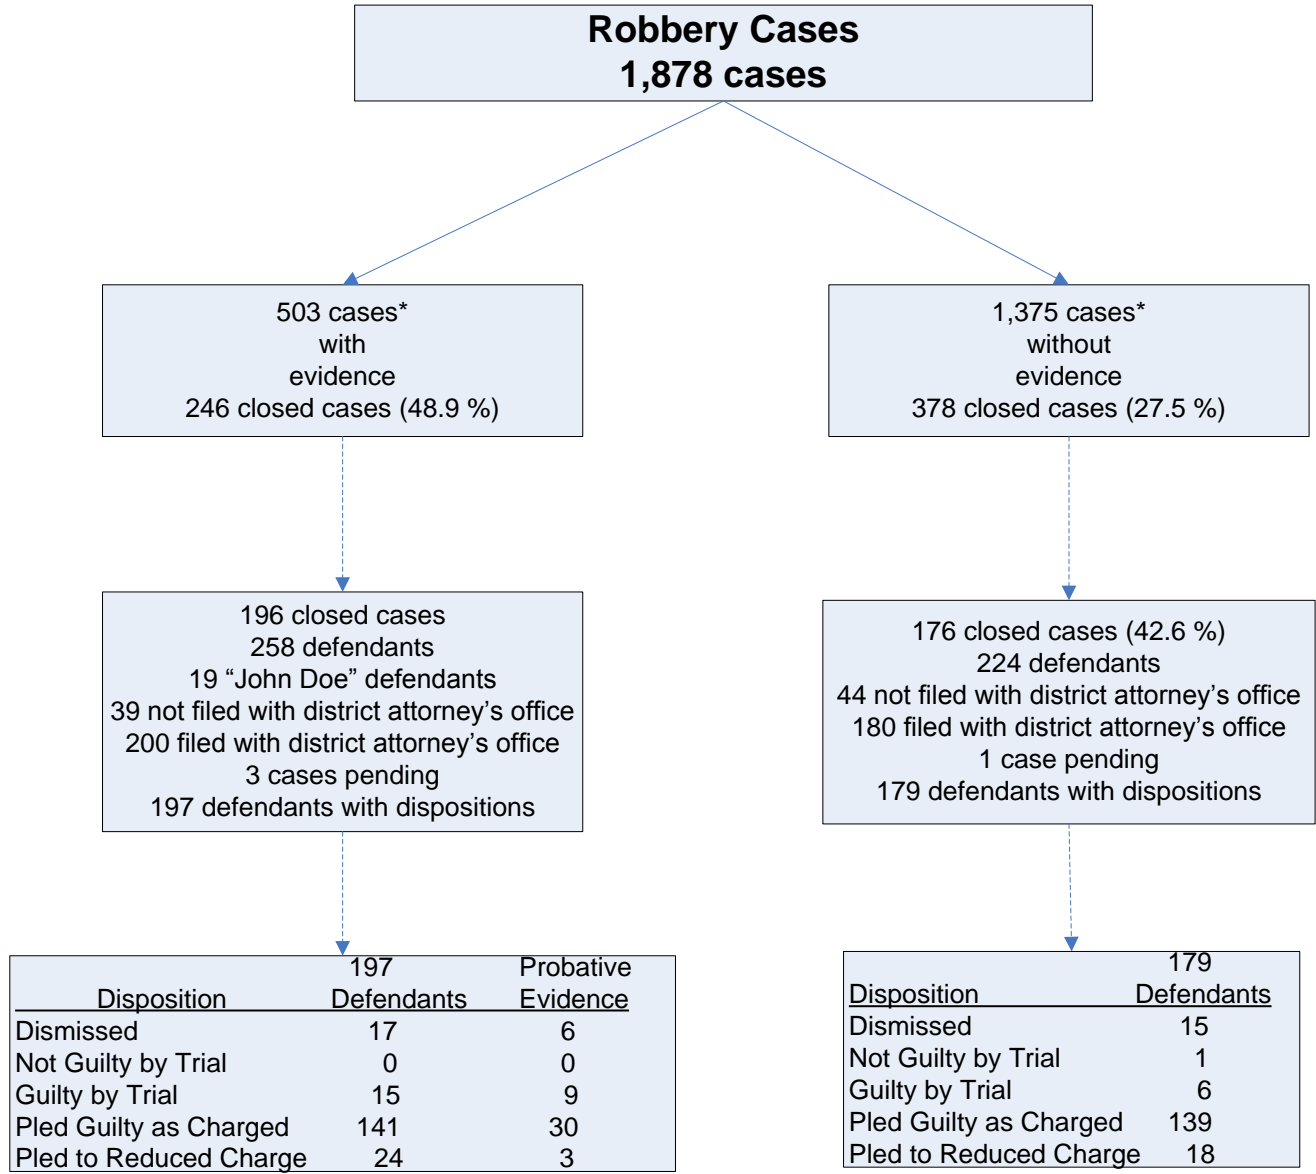 Robbery Cases
1,878 cases
503 cases*
with
evidence
246 closed cases (48.9 %)
1,375 cases*
without
evidence
378 closed cases (27.5 %)
196 closed cases
258 defendants
19 “John Doe” defendants
39 not filed with district attorney’s office
200 filed with district attorney’s office
3 cases pending
197 defendants with dispositions
176 closed cases (42.6 %)
224 defendants
44 not filed with district attorney’s office
180 filed with district attorney’s office
1 case pending
179 defendants with dispositions
197 Probative
Disposition Defendants Evidence
Dismissed 17 6
Not Guilty by Trial 0 0
Guilty by Trial 15 9
Pled Guilty as Charged 141 30
Pled to Reduced Charge 24 3
179
Disposition Defendants
Dismissed 15
Not Guilty by Trial 1
Guilty by Trial 6
Pled Guilty as Charged 139
Pled to Reduced Charge 18